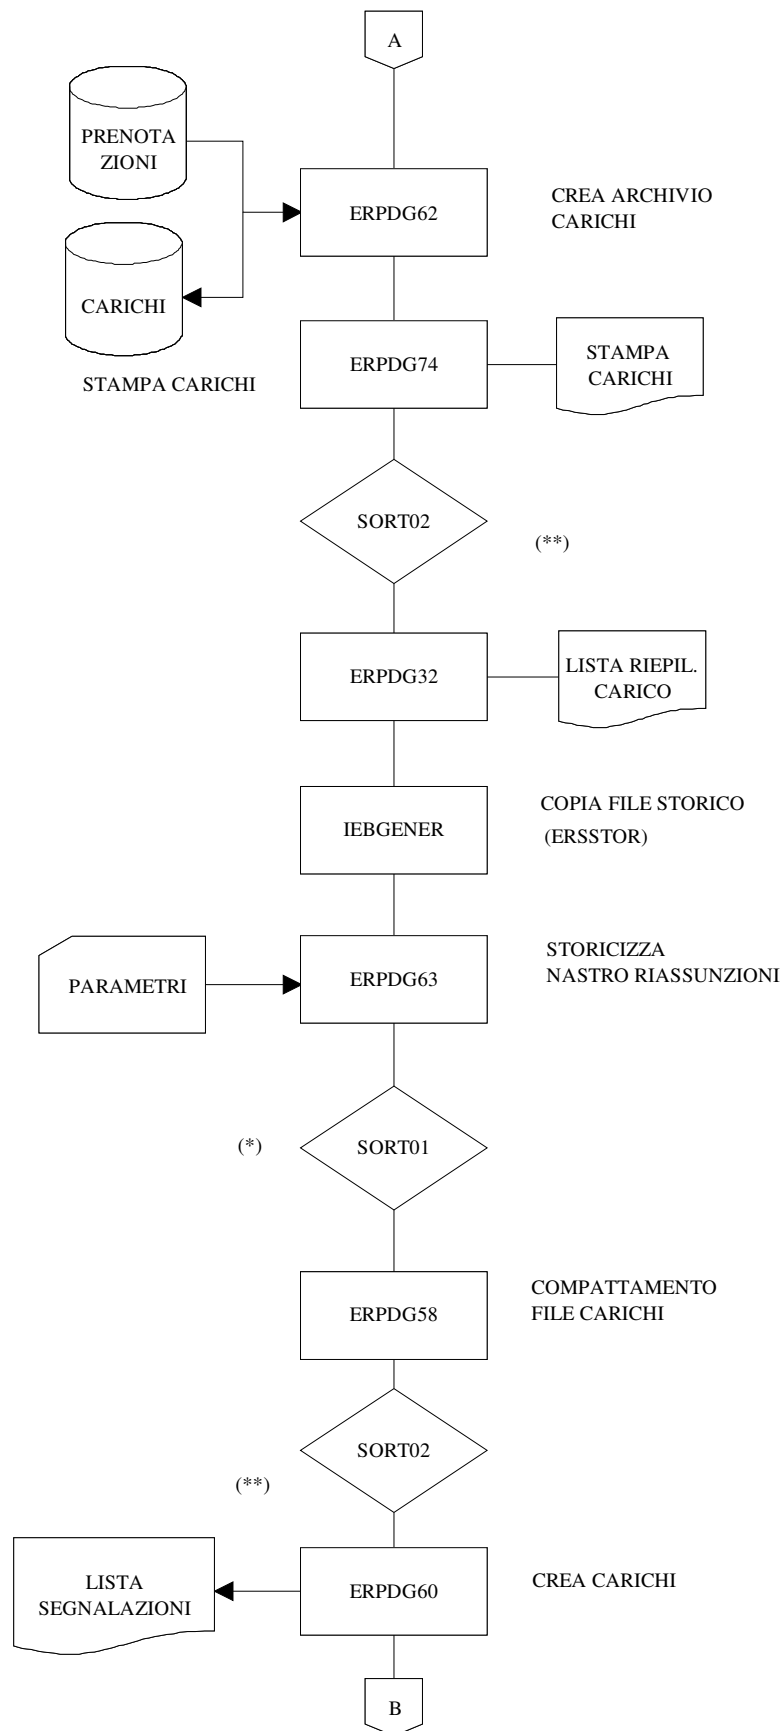 A
PRENOTA
ZIONI
ERPDG62
CREA ARCHIVIO
CARICHI
CARICHI
STAMPA CARICHI
ERPDG74
STAMPA
CARICHI
SORT02
(**)
ERPDG32
LISTA RIEPIL.
CARICO
IEBGENER
COPIA FILE STORICO
(ERSSTOR)
PARAMETRI
ERPDG63
STORICIZZA
NASTRO RIASSUNZIONI
(*)
SORT01
ERPDG58
COMPATTAMENTO
FILE CARICHI
SORT02
(**)
LISTA
SEGNALAZIONI
ERPDG60
CREA CARICHI
B